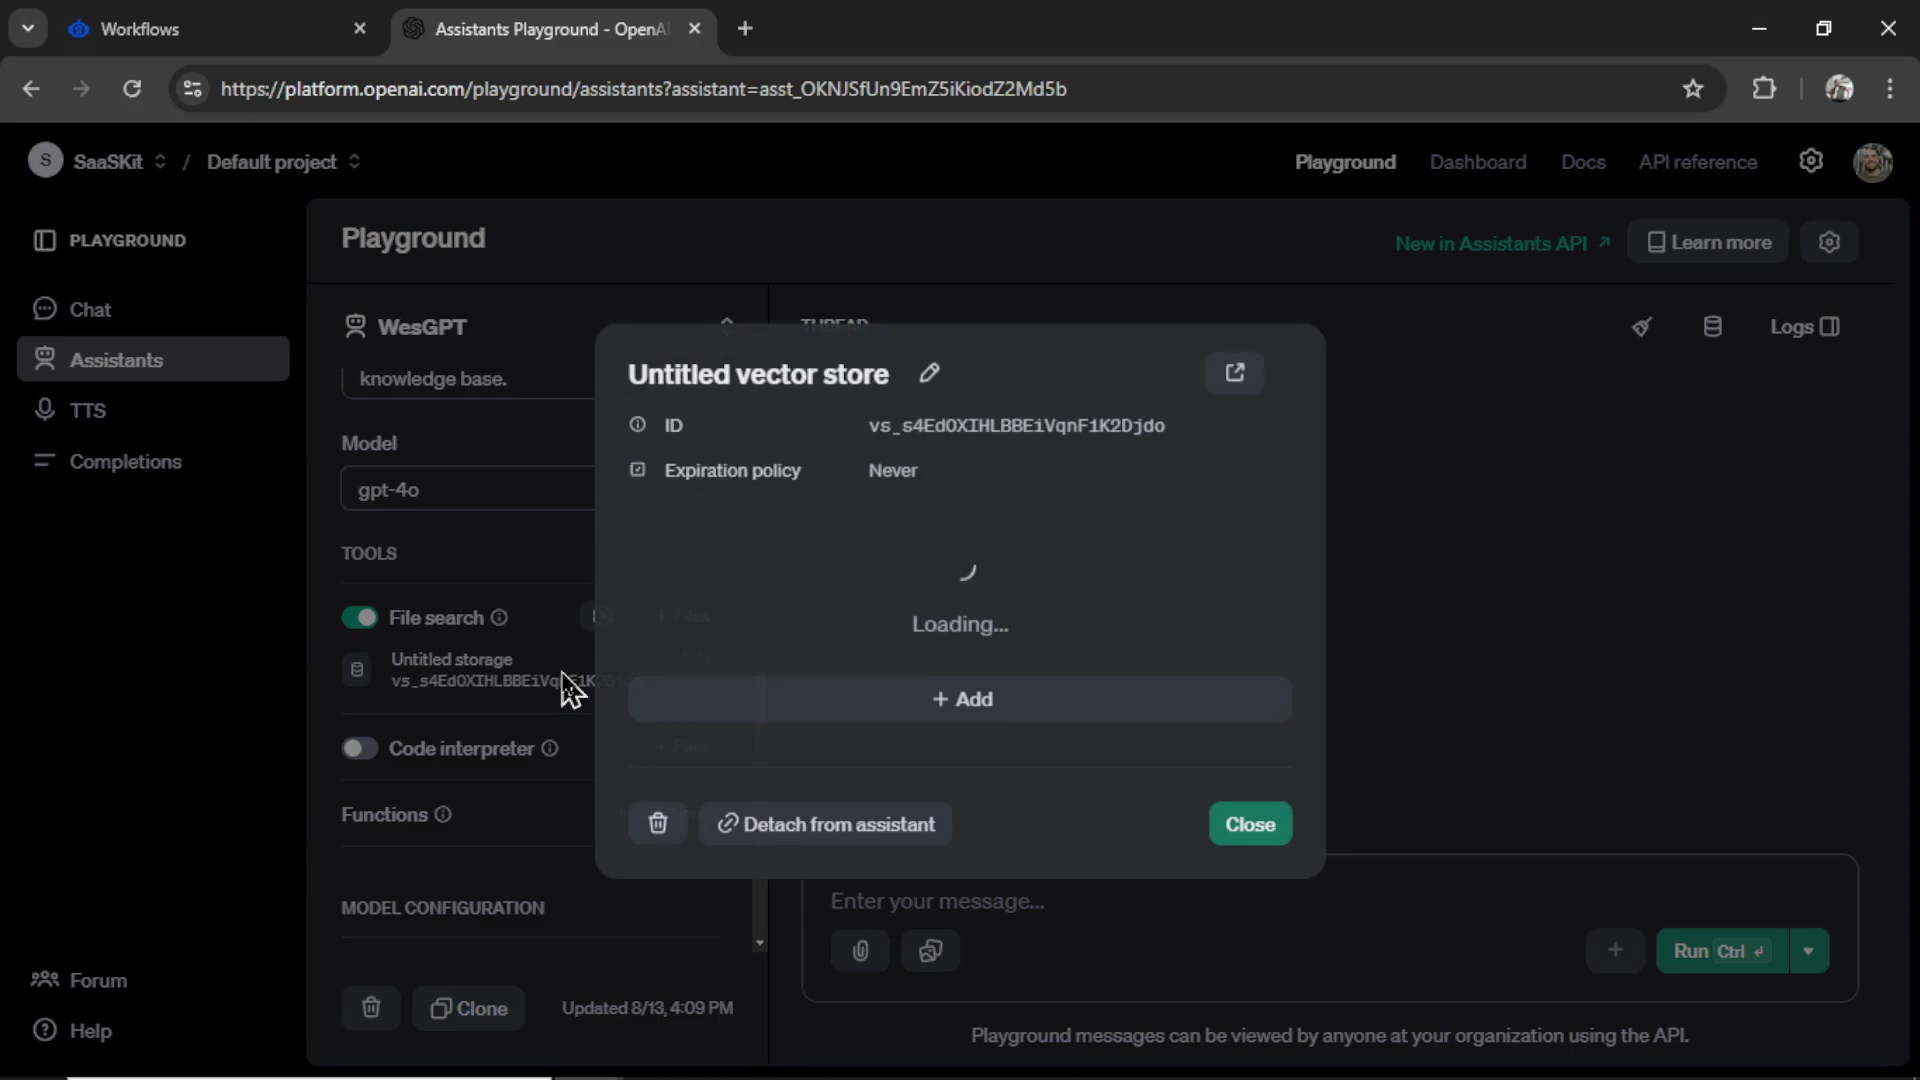 Workflows
Assistants Playground - OpenAI
https://platform.openai.com/playground/assistants?assistant=asst_OKNJSfUn9EmZ5iKiodZ2Md5b
S SaaSKit / Default project
Playground Dashboard Docs API reference
PLAYGROUND
Chat
Assistants
TTS
Completions
Forum
Help
Playground
New in Assistants API
Learn more
WesGPT
knowledge base.
Model
gpt-4o
TOOLS
File search
+ Files
Untitled storage
Code interpreter
+ Files
Functions
MODEL CONFIGURATION
Clone
Updated 8/13, 4:09 PM
THREAD
Logs
Untitled vector store
ID vs_s4EdOXIHLBBEiVqnF1K2Djdo
Expiration policy Never
Loading...
+ Add
Detach from assistant
Close
Enter your message...
Run Ctrl ↵
Playground messages can be viewed by anyone at your organization using the API.